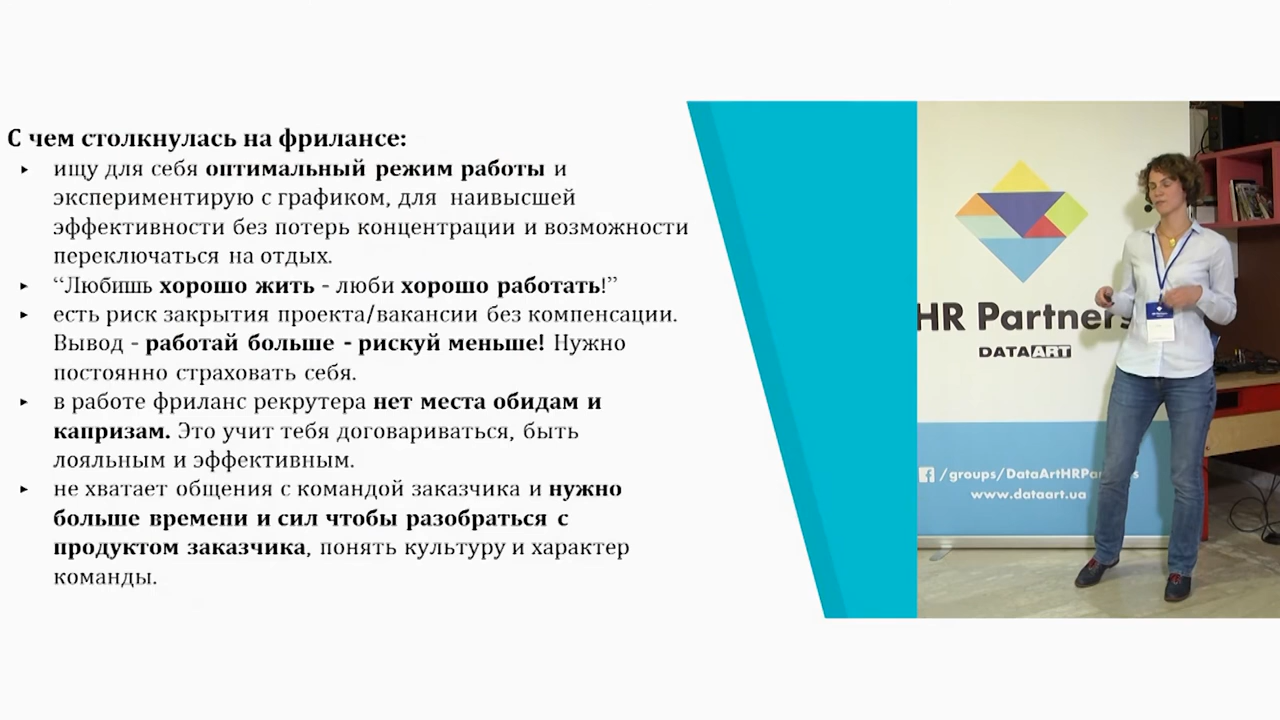 С чем столкнулась на фрилансе:
▸ ищу для себя оптимальный режим работы и
экспериментирую с графиком, для наивысшей
эффективности без потерь концентрации и возможности
переключаться на отдых.
▸ “Любишь хорошо жить - люби хорошо работать!”
▸ есть риск закрытия проекта/вакансии без компенсации.
Вывод - работай больше - рискуй меньше! Нужно
постоянно страховать себя.
▸ в работе фриланс рекрутера нет места обидам и
капризам. Это учит тебя договариваться, быть
лояльным и эффективным.
▸ не хватает общения с командой заказчика и нужно
больше времени и сил чтобы разобраться с
продуктом заказчика, понять культуру и характер
команды.
HR Partners
DATAART
/groups/DataArtHRPartners
www.dataart.ua